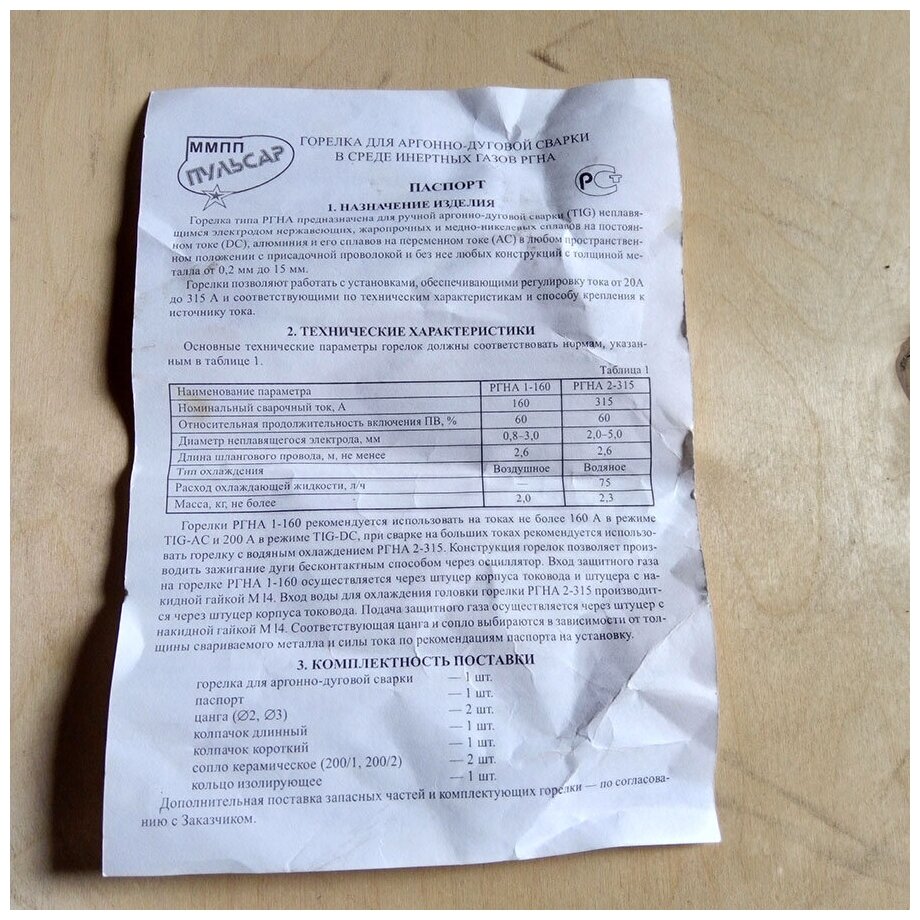 ММПП
ПУЛЬСАР
ГОРЕЛКА ДЛЯ АРГОННО-ДУГОВОЙ СВАРКИ
В СРЕДЕ ИНЕРТНЫХ ГАЗОВ РГНА
РСТ
ПАСПОРТ
1. НАЗНАЧЕНИЕ ИЗДЕЛИЯ
Горелка типа РГНА предназначена для ручной аргонно-дуговой сварки (TIG) неплавя-
щимся электродом нержавеющих, жаропрочных и медно-никелевых сплавов на постоян-
ном токе (DC), алюминия и его сплавов на переменном токе (AC) в любом пространствен-
ном положении с присадочной проволокой и без нее любых конструкций с толщиной ме-
талла от 0,2 мм до 15 мм.
Горелки позволяют работать с установками, обеспечивающими регулировку тока от 20А
до 315 А и соответствующими по техническим характеристикам и способу крепления к
источнику тока.
2. ТЕХНИЧЕСКИЕ ХАРАКТЕРИСТИКИ
Основные технические параметры горелок должны соответствовать нормам, указан-
ным в таблице 1.
Таблица 1
Наименование параметра РГНА 1-160 РГНА 2-315
Номинальный сварочный ток, А 160 315
Относительная продолжительность включения ПВ, % 60 60
Диаметр неплавящегося электрода, мм 0,8–3,0 2,0–5,0
Длина шлангового провода, м, не менее 2,6 2,6
Тип охлаждения Воздушное Водяное
Расход охлаждающей жидкости, л/ч — 75
Масса, кг, не более 2,0 2,3
Горелки РГНА 1-160 рекомендуется использовать на токах не более 160 А в режиме
TIG-AC и 200 А в режиме TIG-DC, при сварке на больших токах рекомендуется использо-
вать горелку с водяным охлаждением РГНА 2-315. Конструкция горелок позволяет произ-
водить зажигание дуги бесконтактным способом через осциллятор. Вход защитного газа
на горелке РГНА 1-160 осуществляется через штуцер корпуса токовода и штуцера с на-
кидной гайкой М14. Вход воды для охлаждения головки горелки РГНА 2-315 производит-
ся через штуцер корпуса токовода. Подача защитного газа осуществляется через штуцер с
накидной гайкой М14. Соответствующая цанга и сопло выбираются в зависимости от тол-
щины свариваемого металла и силы тока по рекомендациям паспорта на установку.
3. КОМПЛЕКТНОСТЬ ПОСТАВКИ
горелка для аргонно-дуговой сварки — 1 шт.
паспорт — 1 шт.
цанга (∅2, ∅3) — 2 шт.
колпачок длинный — 1 шт.
колпачок короткий — 1 шт.
сопло керамическое (200/1, 200/2) — 2 шт.
кольцо изолирующее — 1 шт.
Дополнительная поставка запасных частей и комплектующих горелки — по согласова-
нию с Заказчиком.